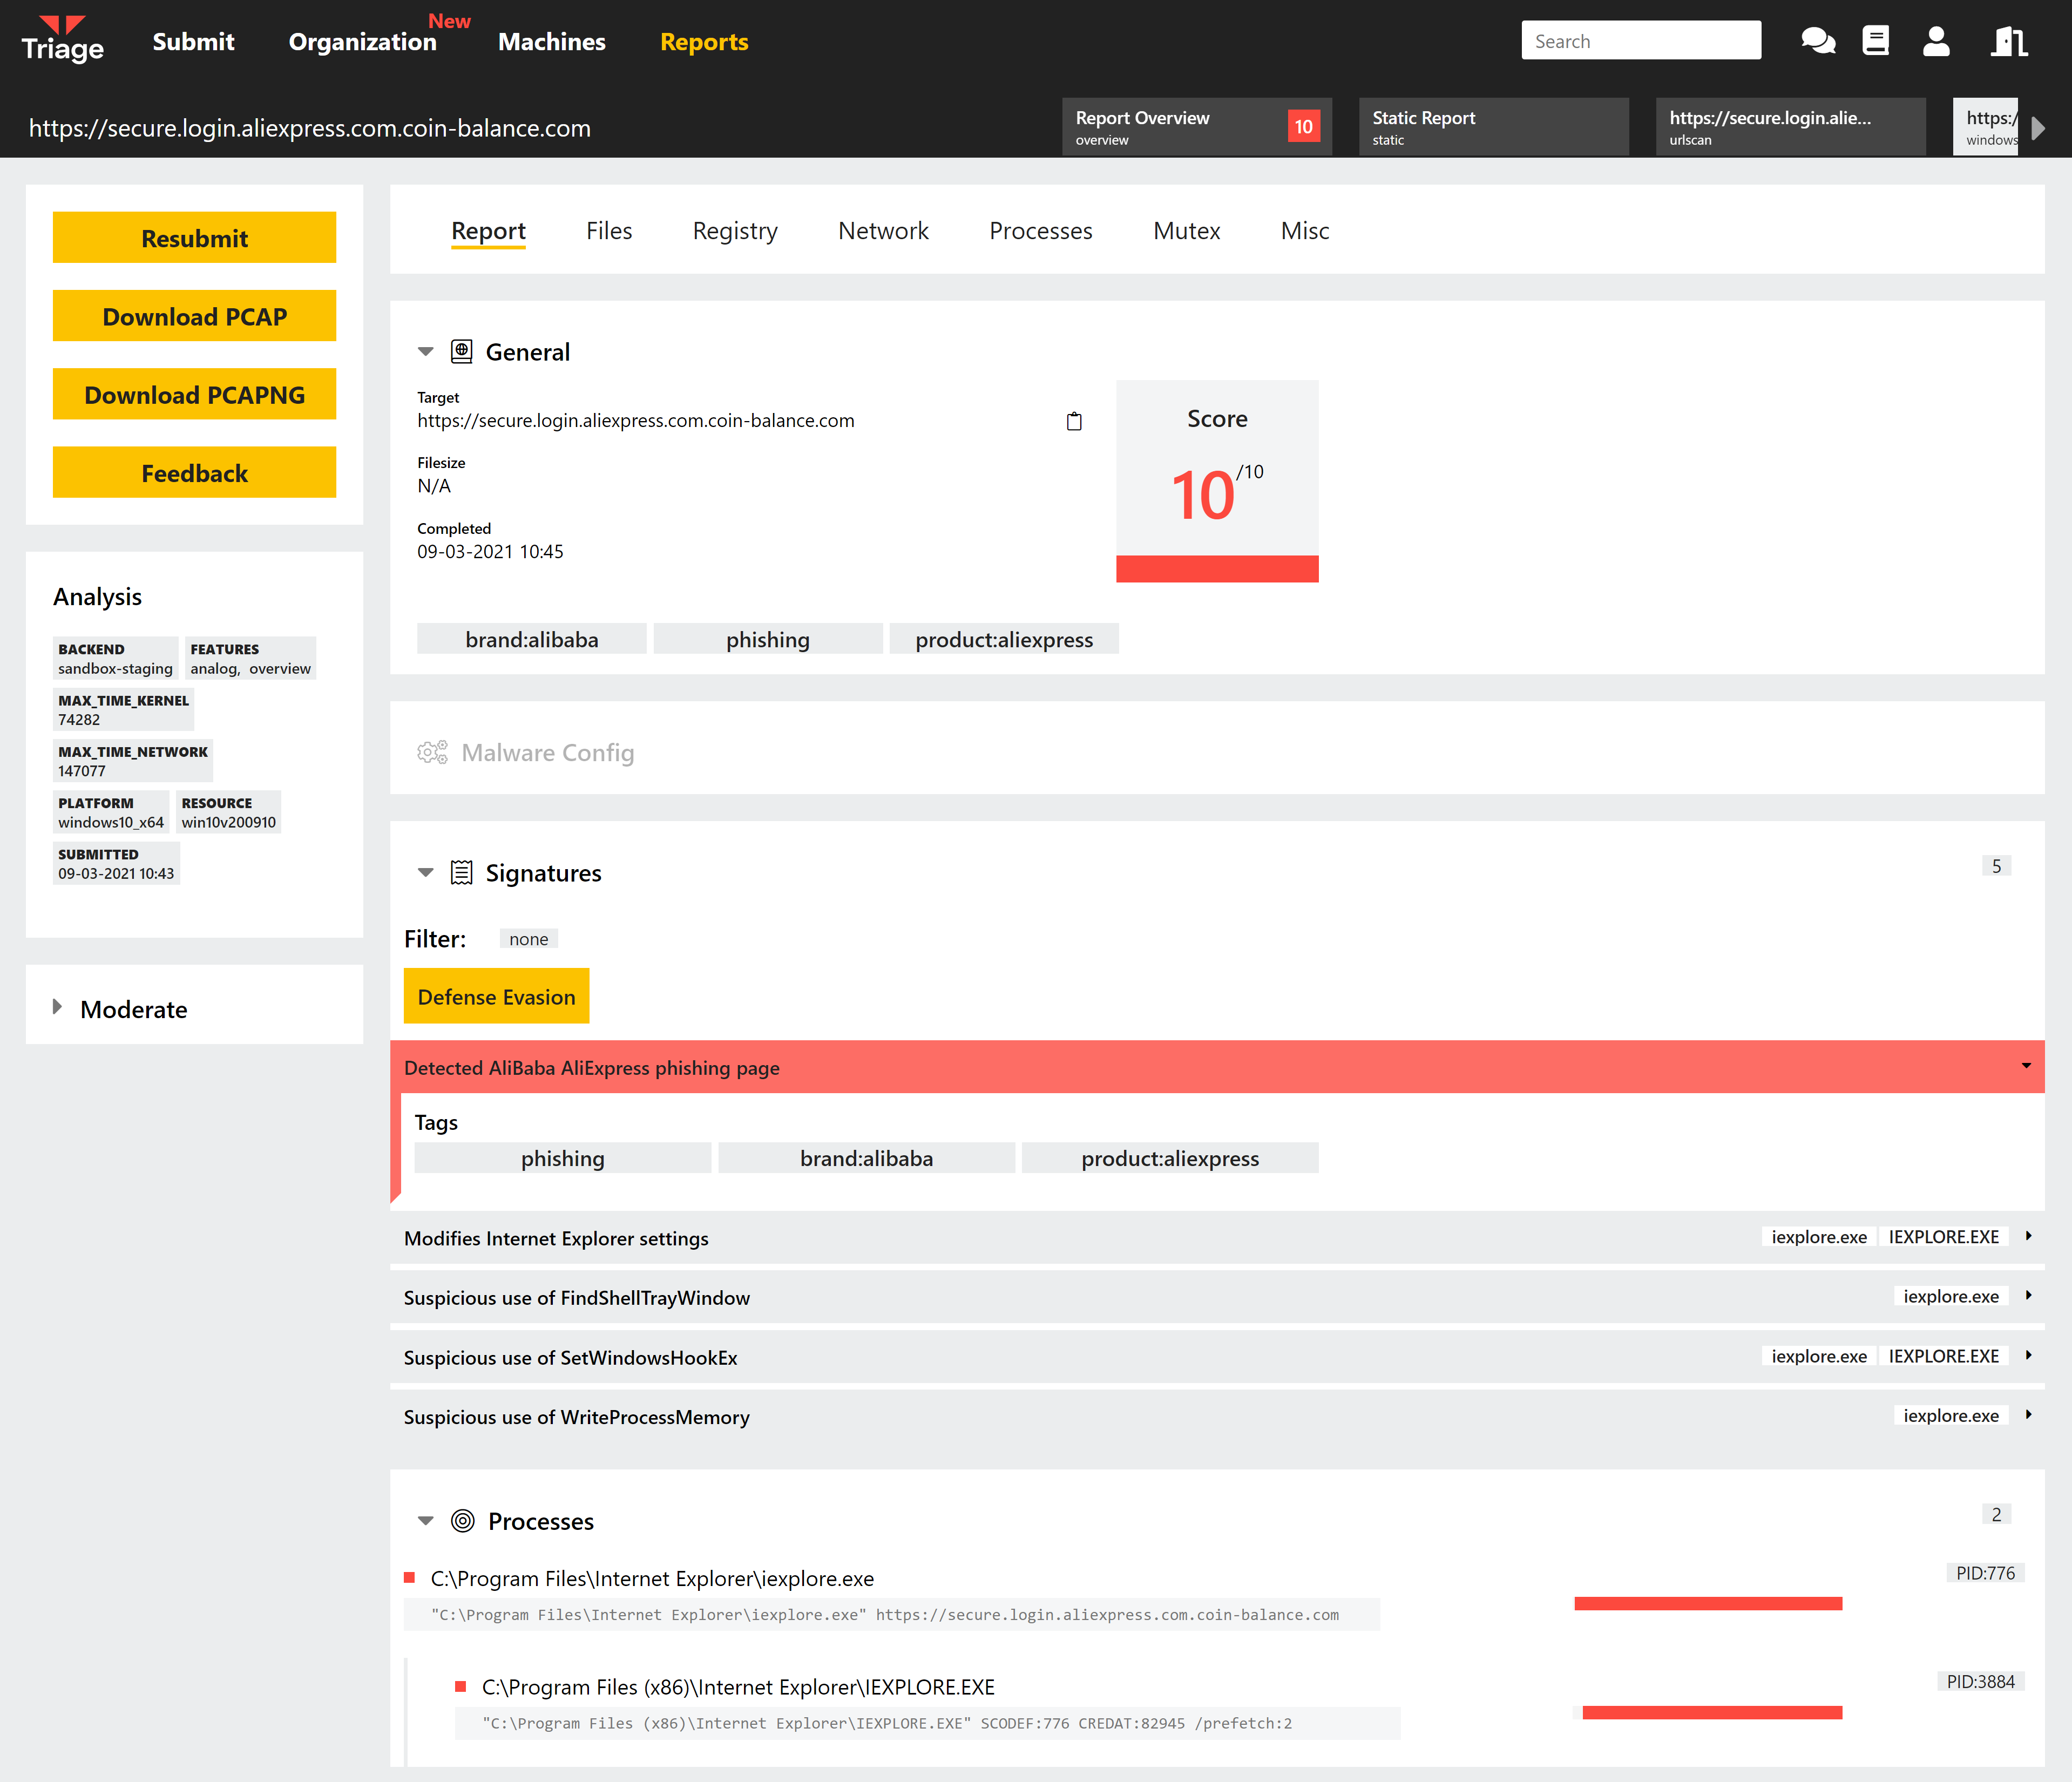 Triage
Submit
Organization
New
Machines
Reports
Search
https://secure.login.aliexpress.com.coin-balance.com
Report Overview
overview
10
Static Report
static
https://secure.login.alie...
urlscan
https:/
windows
Resubmit
Download PCAP
Download PCAPNG
Feedback
Analysis
BACKEND
sandbox-staging
FEATURES
analog, overview
MAX_TIME_KERNEL
74282
MAX_TIME_NETWORK
147077
PLATFORM
windows10_x64
RESOURCE
win10v200910
SUBMITTED
09-03-2021 10:43
Moderate
Report
Files
Registry
Network
Processes
Mutex
Misc
General
Target
https://secure.login.aliexpress.com.coin-balance.com
Filesize
N/A
Completed
09-03-2021 10:45
Score
10/10
brand:alibaba
phishing
product:aliexpress
Malware Config
Signatures
5
Filter:
none
Defense Evasion
Detected AliBaba AliExpress phishing page
Tags
phishing
brand:alibaba
product:aliexpress
Modifies Internet Explorer settings
iexplore.exe
IEXPLORE.EXE
Suspicious use of FindShellTrayWindow
iexplore.exe
Suspicious use of SetWindowsHookEx
iexplore.exe
IEXPLORE.EXE
Suspicious use of WriteProcessMemory
iexplore.exe
Processes
2
C:\Program Files\Internet Explorer\iexplore.exe
PID:776
"C:\Program Files\Internet Explorer\iexplore.exe" https://secure.login.aliexpress.com.coin-balance.com
C:\Program Files (x86)\Internet Explorer\IEXPLORE.EXE
PID:3884
"C:\Program Files (x86)\Internet Explorer\IEXPLORE.EXE" SCODEF:776 CREDAT:82945 /prefetch:2